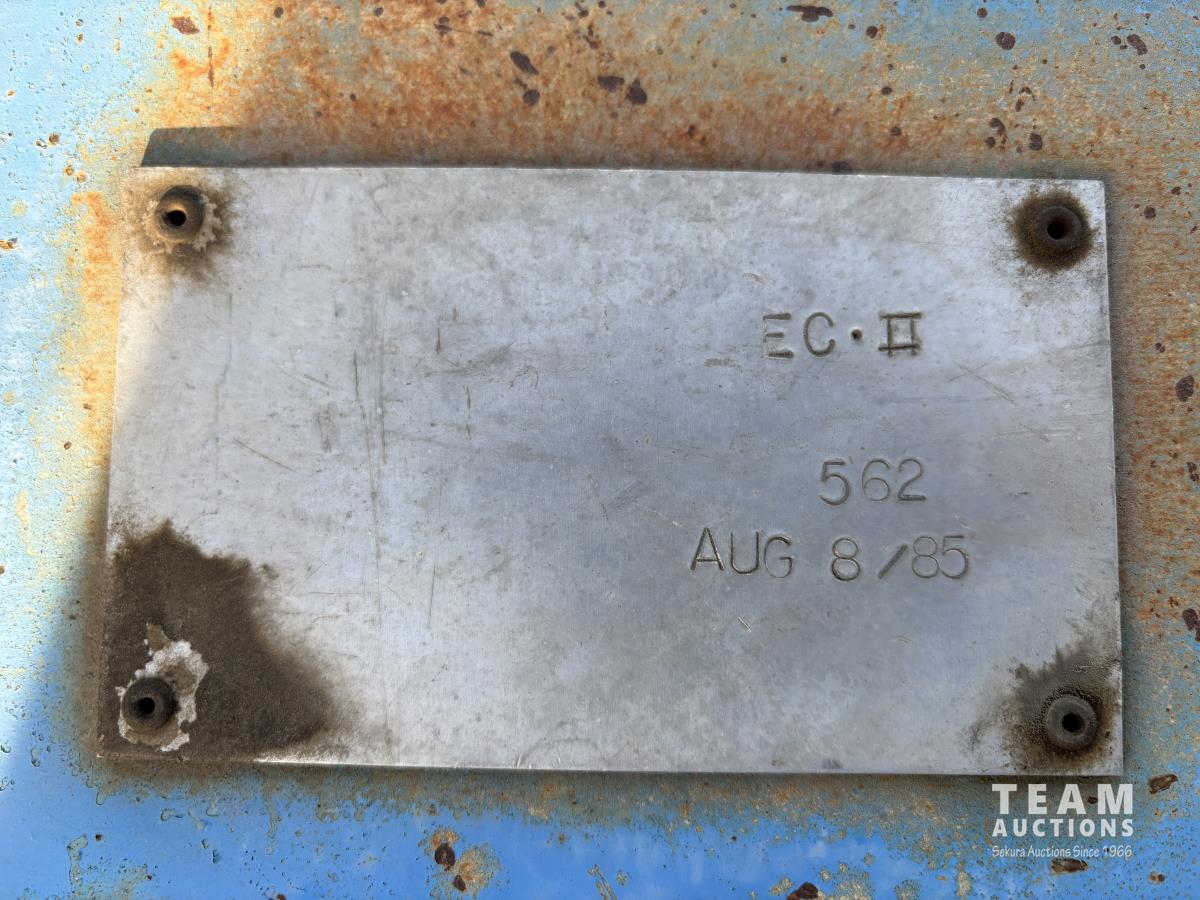 EC·II
562
AUG 8/85
TEAM
AUCTIONS
Sekura Auctions Since 1966